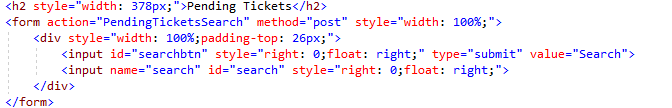 <h2 style="width: 378px;">Pending Tickets</h2>
<form action="PendingTicketsSearch" method="post" style="width: 100%;">
<div style="width: 100%;padding-top: 26px;">
<input id="searchbtn" style="right: 0;float: right;" type="submit" value="Search">
<input name="search" id="search" style="right: 0;float: right;">
</div>
</form>